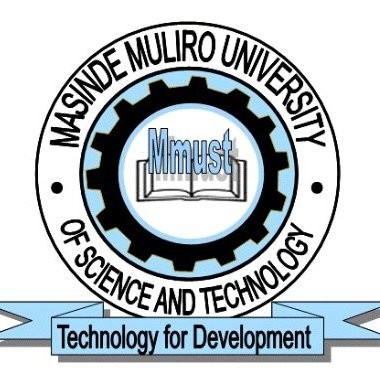 MASINDE MULIRO UNIVERSITY
OF SCIENCE AND TECHNOLOGY
Mmust
Technology for Development